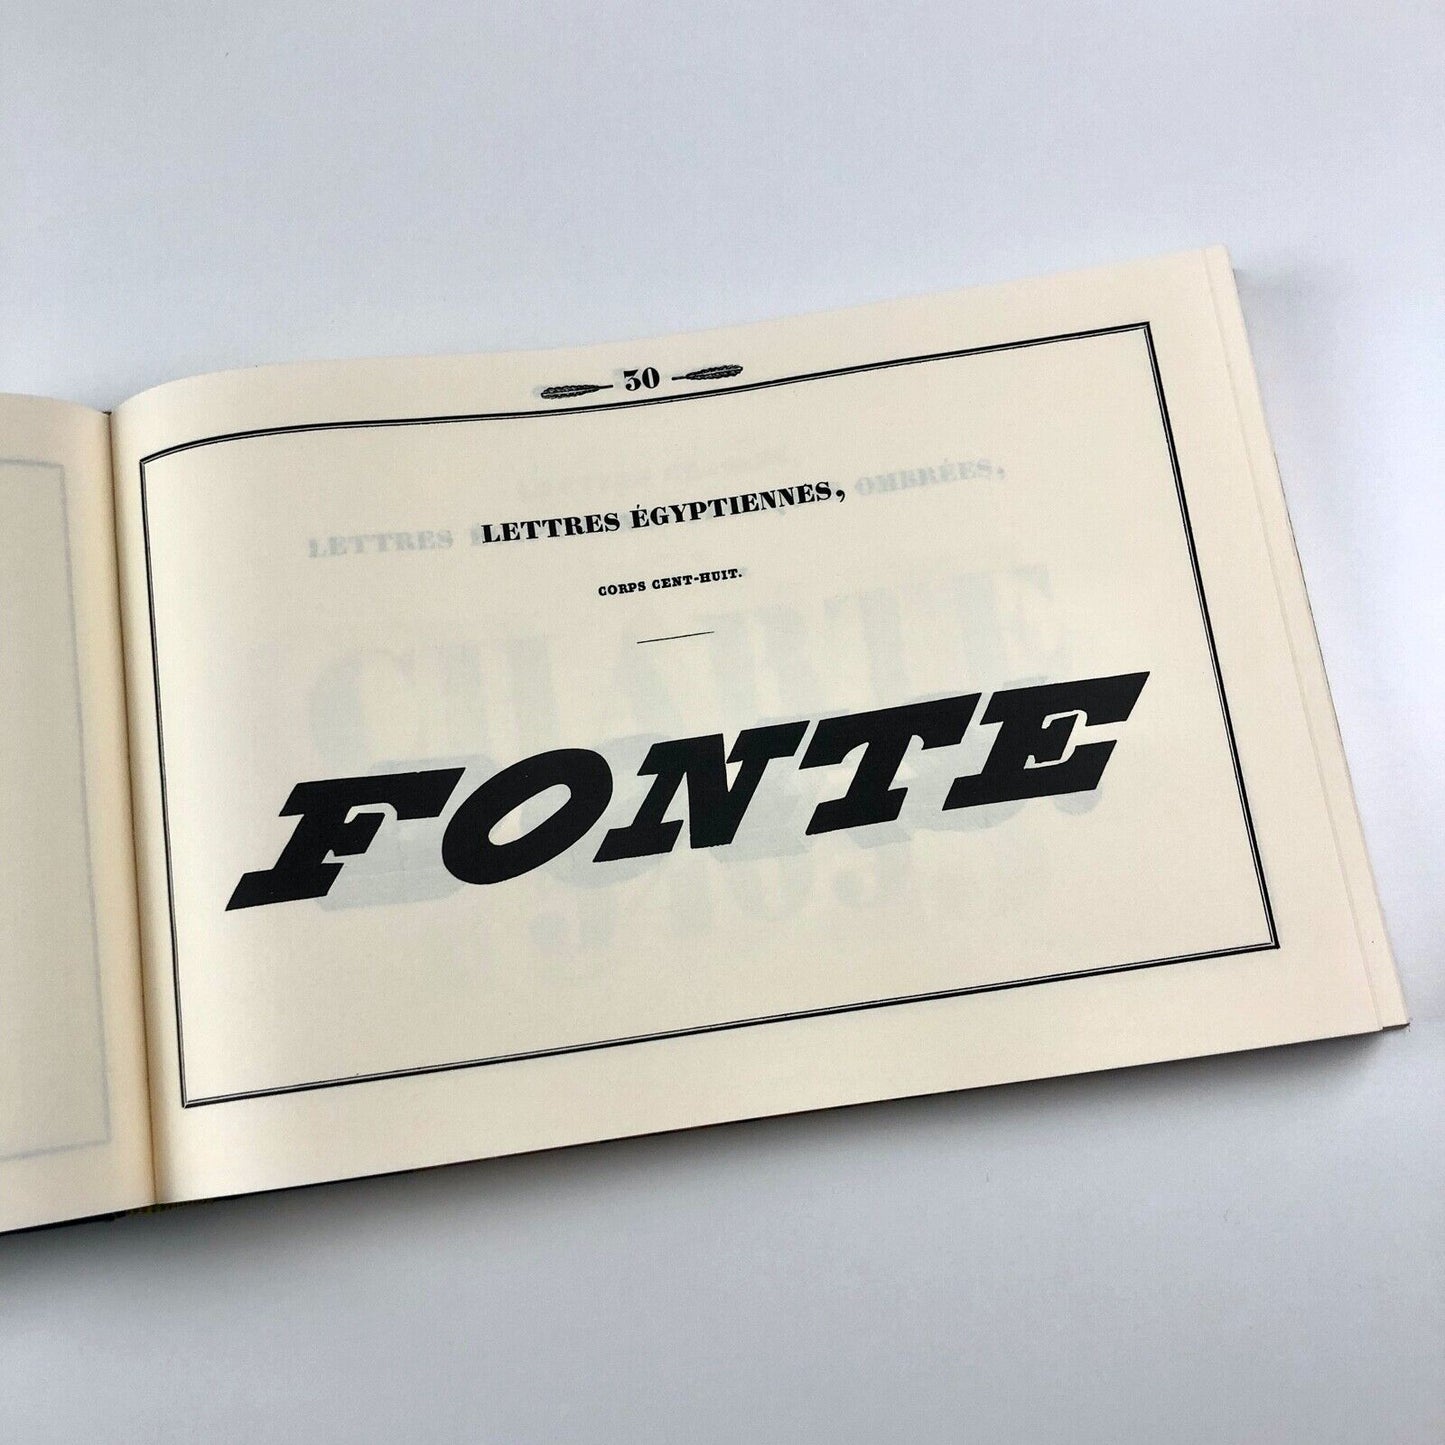 30
LETTRES ÉGYPTIENNES,
CORPS CENT-HUIT.
FONTE